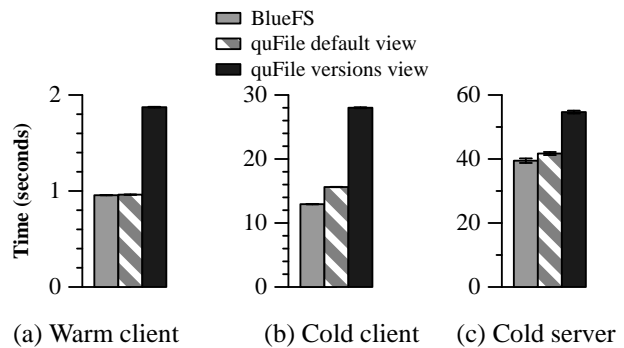 BlueFS
quFile default view
quFile versions view
Time (seconds)
2
1
0
30
20
10
0
60
40
20
0
(a) Warm client
(b) Cold client
(c) Cold server